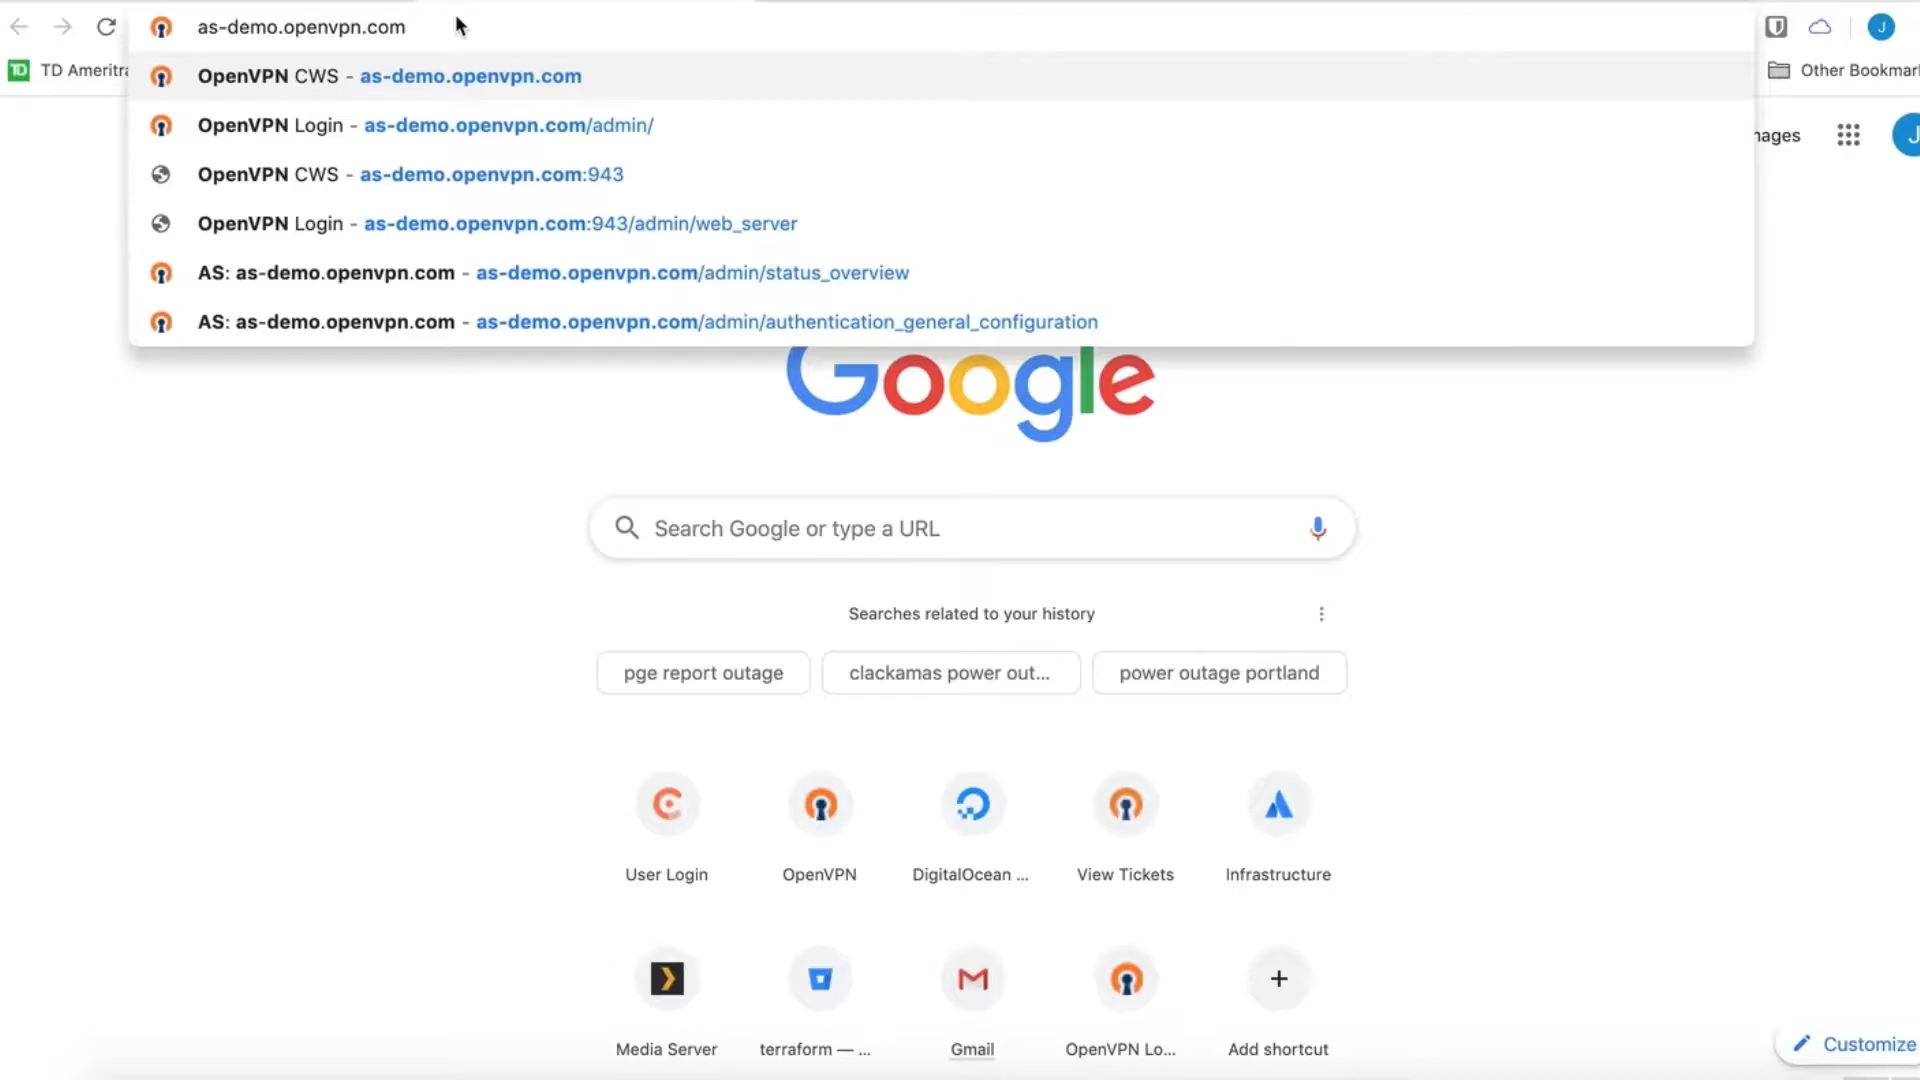 as-demo.openvpn.com
J
TD Ameritra
Other Bookmar
OpenVPN CWS - as-demo.openvpn.com
OpenVPN Login - as-demo.openvpn.com/admin/
OpenVPN CWS - as-demo.openvpn.com:943
OpenVPN Login - as-demo.openvpn.com:943/admin/web_server
AS: as-demo.openvpn.com - as-demo.openvpn.com/admin/status_overview
AS: as-demo.openvpn.com - as-demo.openvpn.com/admin/authentication_general_configuration
mages
J
Google
Search Google or type a URL
Searches related to your history
pge report outage
clackamas power out...
power outage portland
User Login
OpenVPN
DigitalOcean ...
View Tickets
Infrastructure
Media Server
terraform — ...
Gmail
OpenVPN Lo...
Add shortcut
Customize